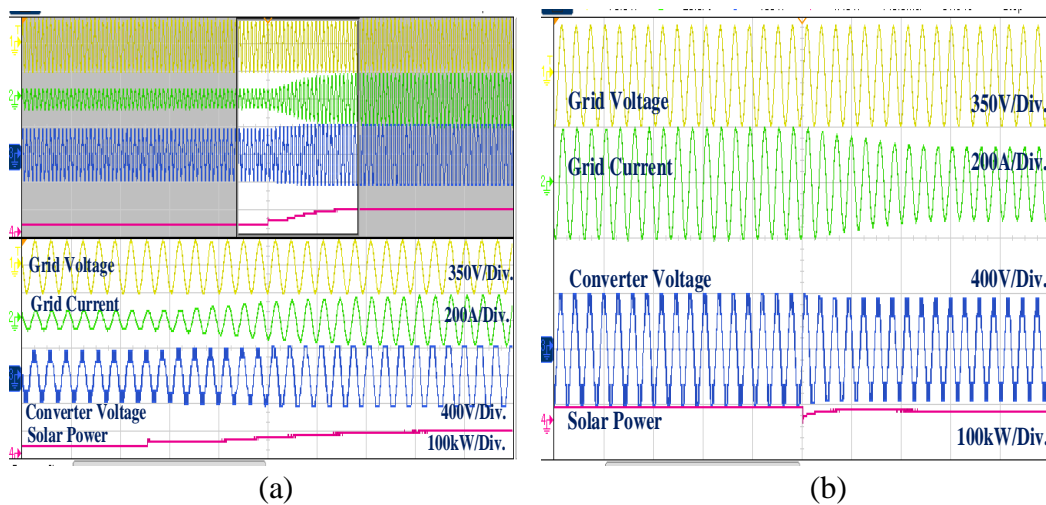 Grid Voltage
350V/Div.
Grid Current
200A/Div.
Converter Voltage
400V/Div.
Solar Power
100kW/Div.
(a)
Grid Voltage
350V/Div.
Grid Current
200A/Div.
Converter Voltage
400V/Div.
Solar Power
100kW/Div.
(b)